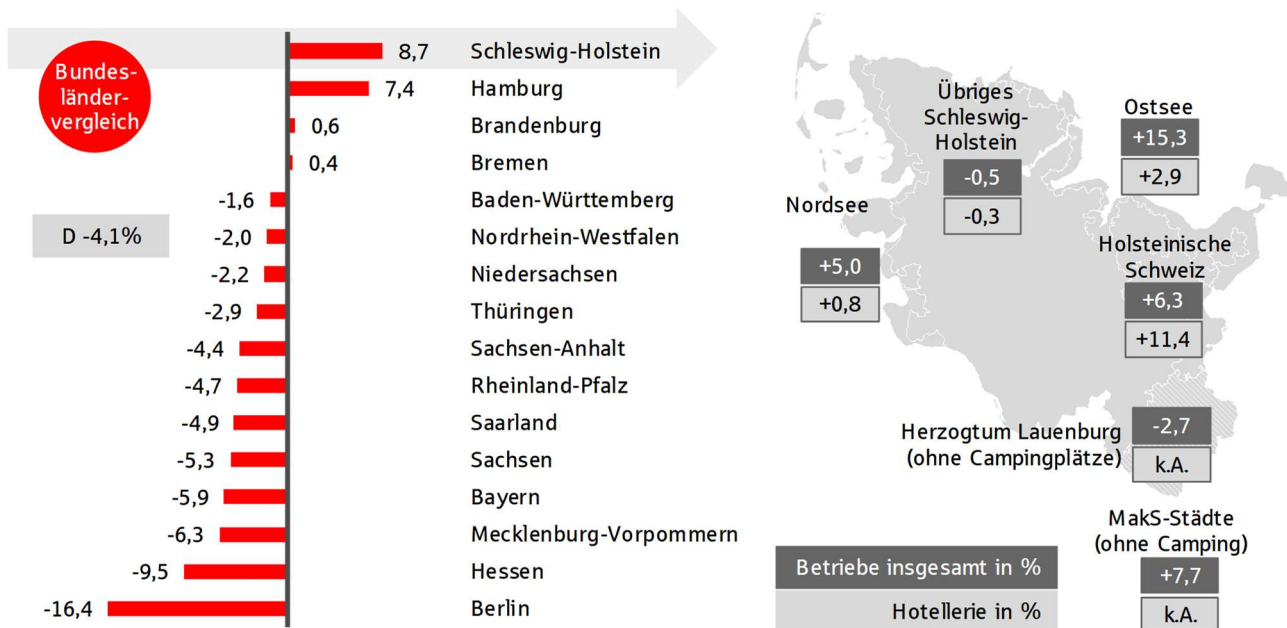 Bundes-
länder-
vergleich
D -4,1%
8,7 Schleswig-Holstein
7,4 Hamburg
0,6 Brandenburg
0,4 Bremen
-1,6 Baden-Württemberg
-2,0 Nordrhein-Westfalen
-2,2 Niedersachsen
-2,9 Thüringen
-4,4 Sachsen-Anhalt
-4,7 Rheinland-Pfalz
-4,9 Saarland
-5,3 Sachsen
-5,9 Bayern
-6,3 Mecklenburg-Vorpommern
-9,5 Hessen
-16,4 Berlin
Übriges
Schleswig-
Holstein
-0,5
-0,3
Ostsee
+15,3
+2,9
Nordsee
+5,0
+0,8
Holsteinische
Schweiz
+6,3
+11,4
Herzogtum Lauenburg
(ohne Campingplätze)
-2,7
k.A.
MakS-Städte
(ohne Camping)
+7,7
k.A.
Betriebe insgesamt in %
Hotellerie in %